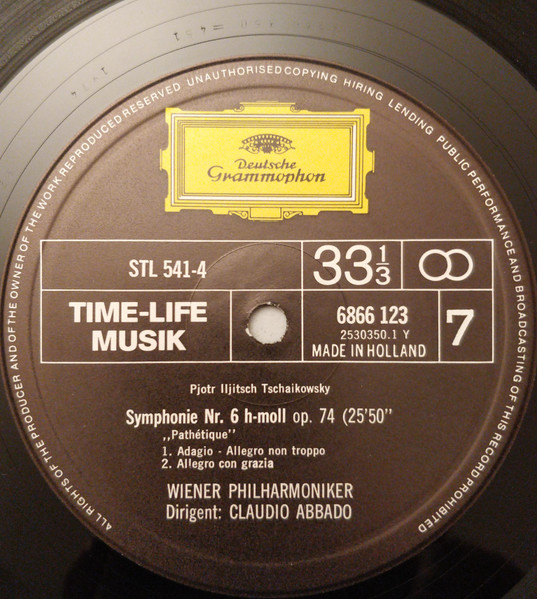 ALL RIGHTS OF THE PRODUCER AND OF THE OWNER OF THE WORK REPRODUCED RESERVED UNAUTHORISED COPYING HIRING LENDING PUBLIC PERFORMANCE AND BROADCASTING OF THIS RECORD PROHIBITED
Deutsche
Grammophon
STL 541-4
33 1/3
TIME-LIFE
MUSIK
6866 123
2530350.1 Y
MADE IN HOLLAND
7
Pjotr Iljitsch Tschaikowsky
Symphonie Nr. 6 h-moll op. 74 (25'50"
„Pathétique"
1. Adagio - Allegro non troppo
2. Allegro con grazia
WIENER PHILHARMONIKER
Dirigent: CLAUDIO ABBADO